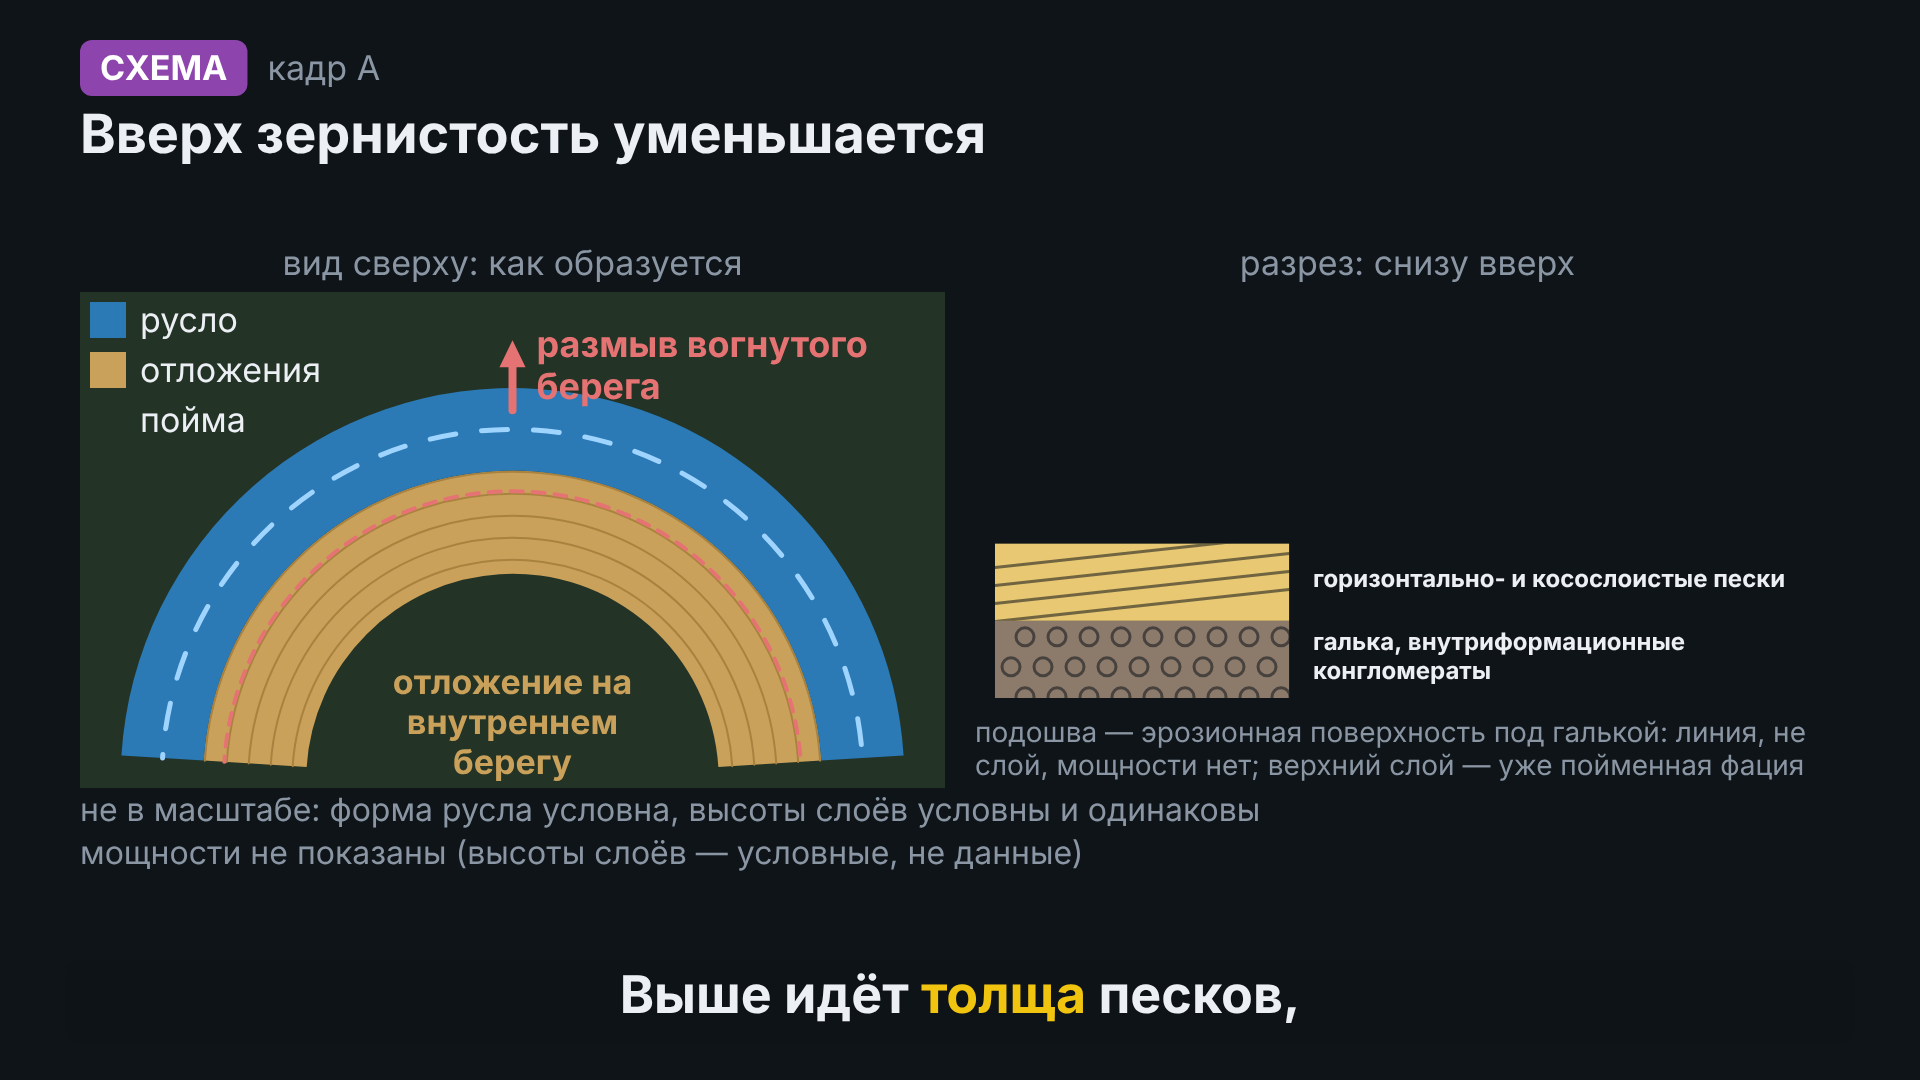 СХЕМА кадр А
Вверх зернистость уменьшается
вид сверху: как образуется
русло
отложения
пойма
размыв вогнутого
берега
отложение на
внутреннем
берегу
разрез: снизу вверх
горизонтально- и косослоистые пески
галька, внутриформационные
конгломераты
подошва — эрозионная поверхность под галькой: линия, не
слой, мощности нет; верхний слой — уже пойменная фация
не в масштабе: форма русла условна, высоты слоёв условны и одинаковы
мощности не показаны (высоты слоёв — условные, не данные)
Выше идёт толща песков,